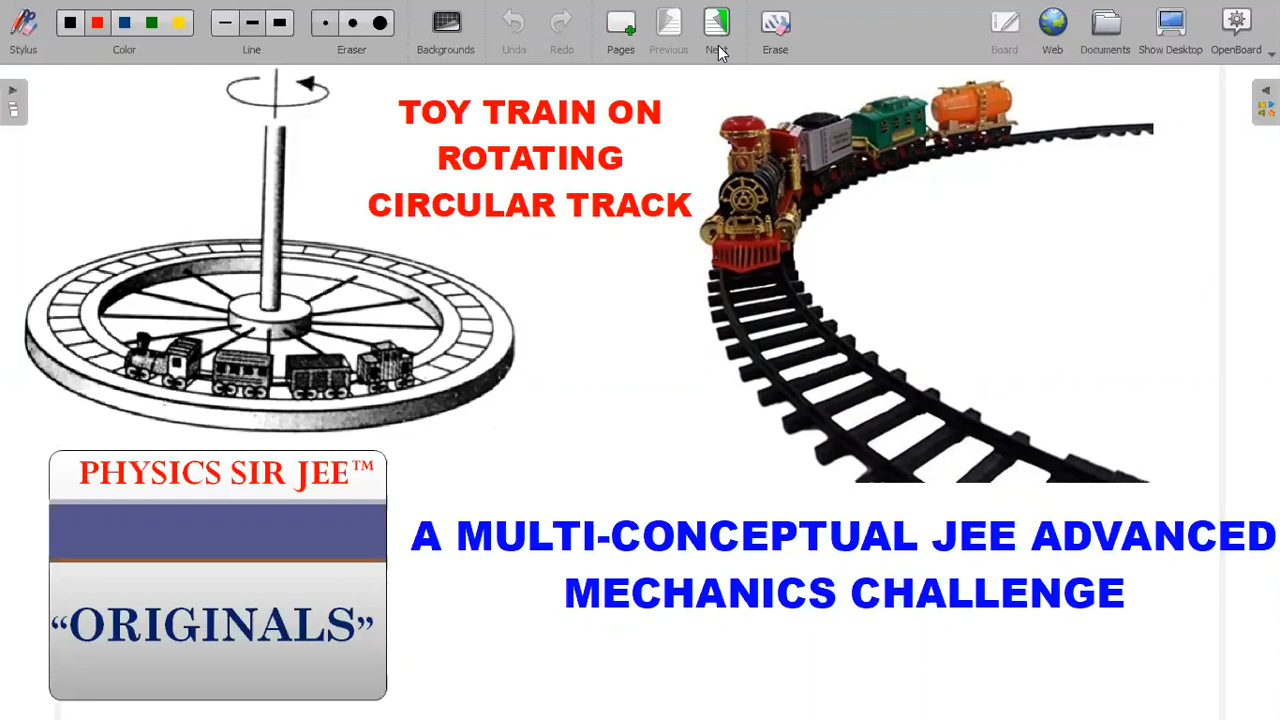 Stylus
Color
Line
Eraser
Backgrounds
Undo
Redo
Pages
Previous
Erase
Board
Web
Documents
Show Desktop
OpenBoard
TOY TRAIN ON
ROTATING
CIRCULAR TRACK
PHYSICS SIR JEE™
“ORIGINALS”
A MULTI-CONCEPTUAL JEE ADVANCED
MECHANICS CHALLENGE